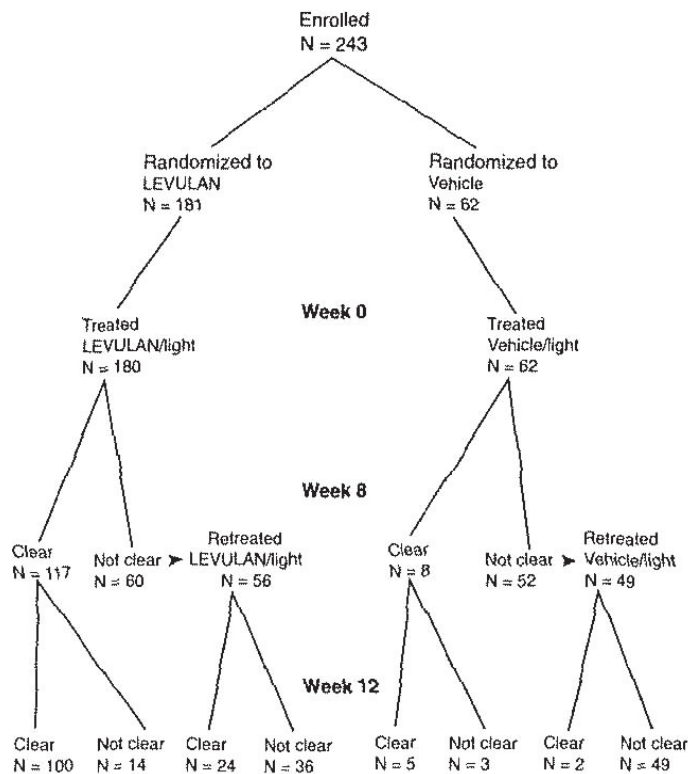 Enrolled
N = 243
Randomized to
LEVULAN
N = 181
Randomized to
Vehicle
N = 62
Week 0
Treated
LEVULAN/light
N = 180
Treated
Vehicle/light
N = 62
Week 8
Clear
N = 117
Not clear
N = 60
Retreated
LEVULAN/light
N = 56
Clear
N = 8
Not clear
N = 52
Retreated
Vehicle/light
N = 49
Week 12
Clear
N = 100
Not clear
N = 14
Clear
N = 24
Not clear
N = 36
Clear
N = 5
Not clear
N = 3
Clear
N = 2
Not clear
N = 49